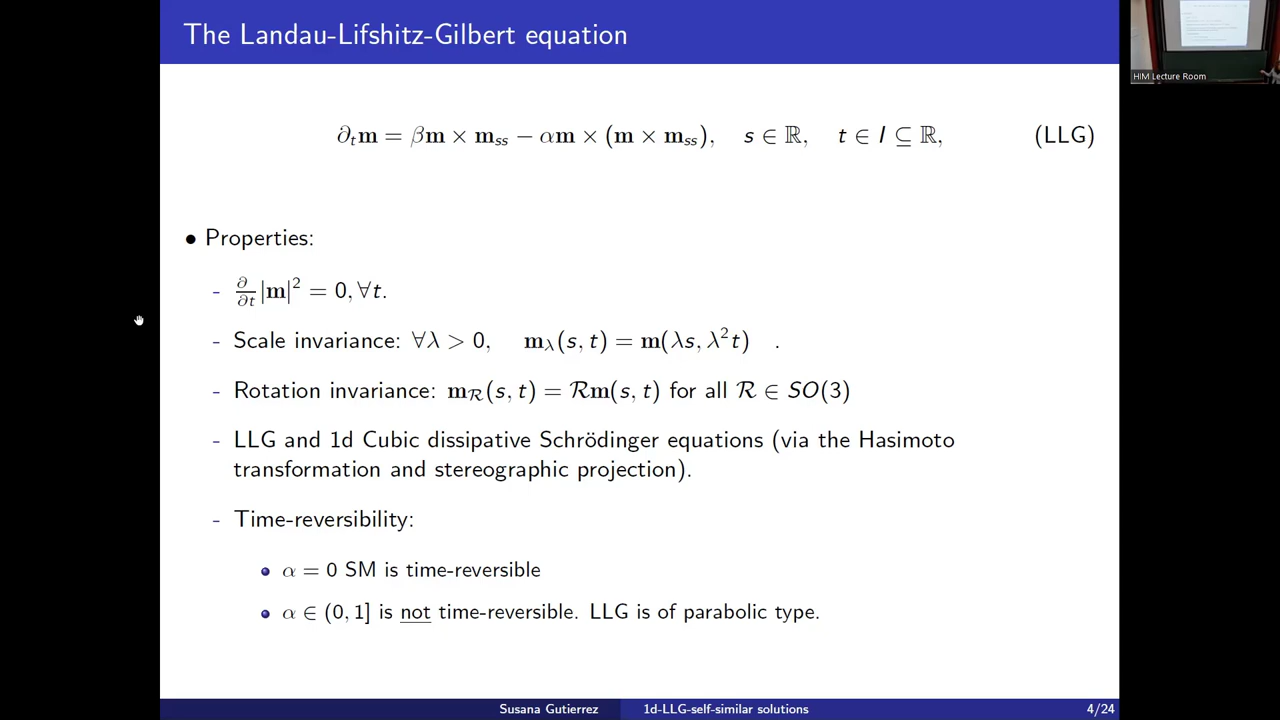 The Landau-Lifshitz-Gilbert equation
HIM Lecture Room
∂ₜm = βm × mₛₛ − αm × (m × mₛₛ), s ∈ ℝ, t ∈ I ⊆ ℝ, (LLG)
• Properties:
- ∂/∂t |m|² = 0, ∀t.
- Scale invariance: ∀λ > 0, m_λ(s, t) = m(λs, λ²t) .
- Rotation invariance: m_ℛ(s, t) = ℛm(s, t) for all ℛ ∈ SO(3)
- LLG and 1d Cubic dissipative Schrödinger equations (via the Hasimoto
transformation and stereographic projection).
- Time-reversibility:
• α = 0 SM is time-reversible
• α ∈ (0, 1] is not time-reversible. LLG is of parabolic type.
Susana Gutierrez 1d-LLG-self-similar solutions 4/24